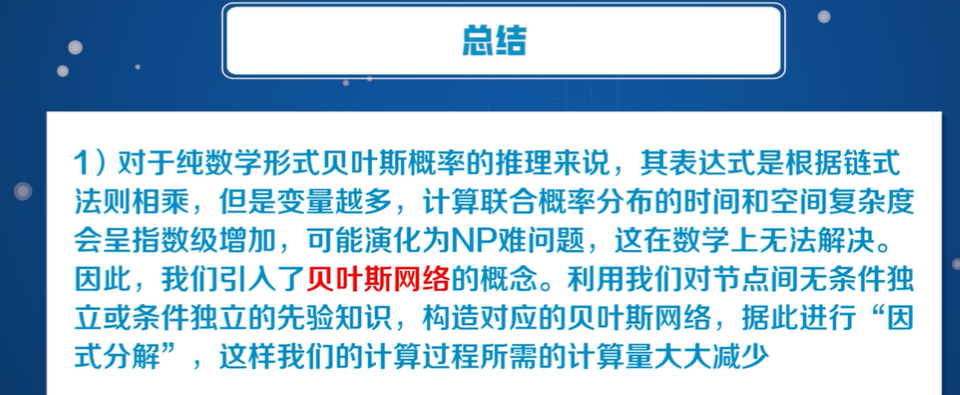 总结
1）对于纯数学形式贝叶斯概率的推理来说，其表达式是根据链式
法则相乘，但是变量越多，计算联合概率分布的时间和空间复杂度
会呈指数级增加，可能演化为NP难问题，这在数学上无法解决。
因此，我们引入了贝叶斯网络的概念。利用我们对节点间无条件独
立或条件独立的先验知识，构造对应的贝叶斯网络，据此进行“因
式分解”，这样我们的计算过程所需的计算量大大减少